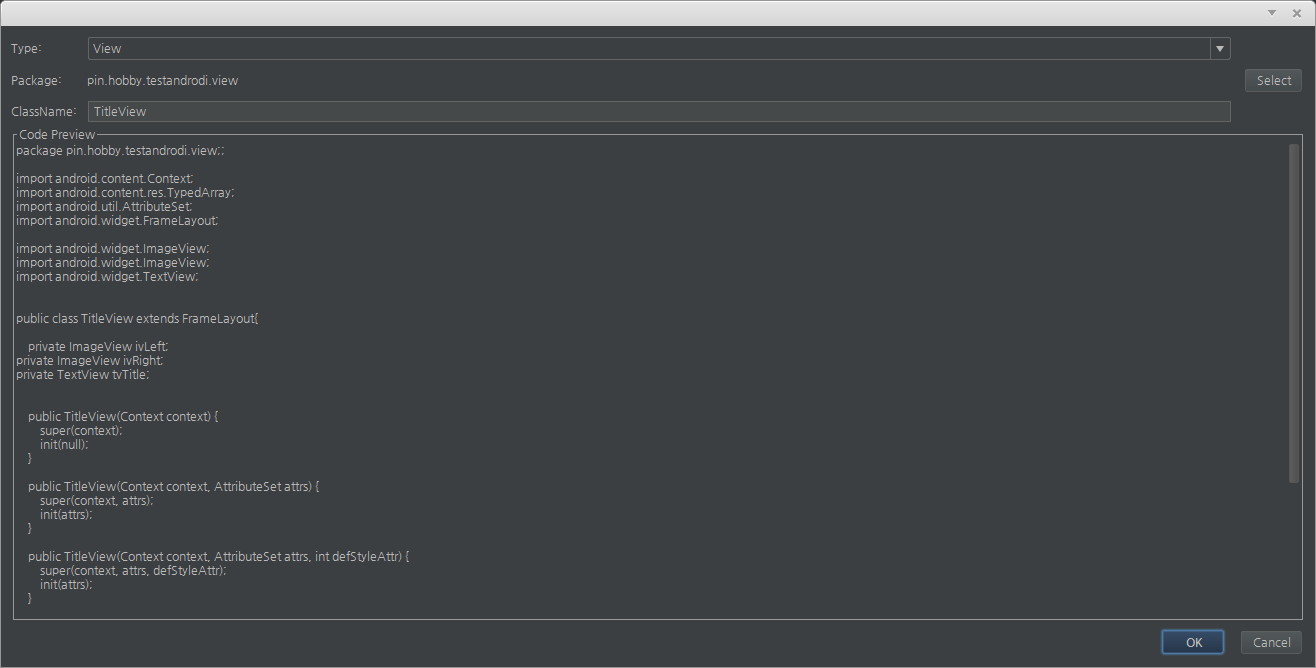 Type: View
Package: pin.hobby.testandrodi.view Select
ClassName: TitleView
Code Preview
package pin.hobby.testandrodi.view;;
import android.content.Context;
import android.content.res.TypedArray;
import android.util.AttributeSet;
import android.widget.FrameLayout;
import android.widget.ImageView;
import android.widget.ImageView;
import android.widget.TextView;
public class TitleView extends FrameLayout{
private ImageView ivLeft;
private ImageView ivRight;
private TextView tvTitle;
public TitleView(Context context) {
super(context);
init(null);
}
public TitleView(Context context, AttributeSet attrs) {
super(context, attrs);
init(attrs);
}
public TitleView(Context context, AttributeSet attrs, int defStyleAttr) {
super(context, attrs, defStyleAttr);
init(attrs);
}
OK Cancel